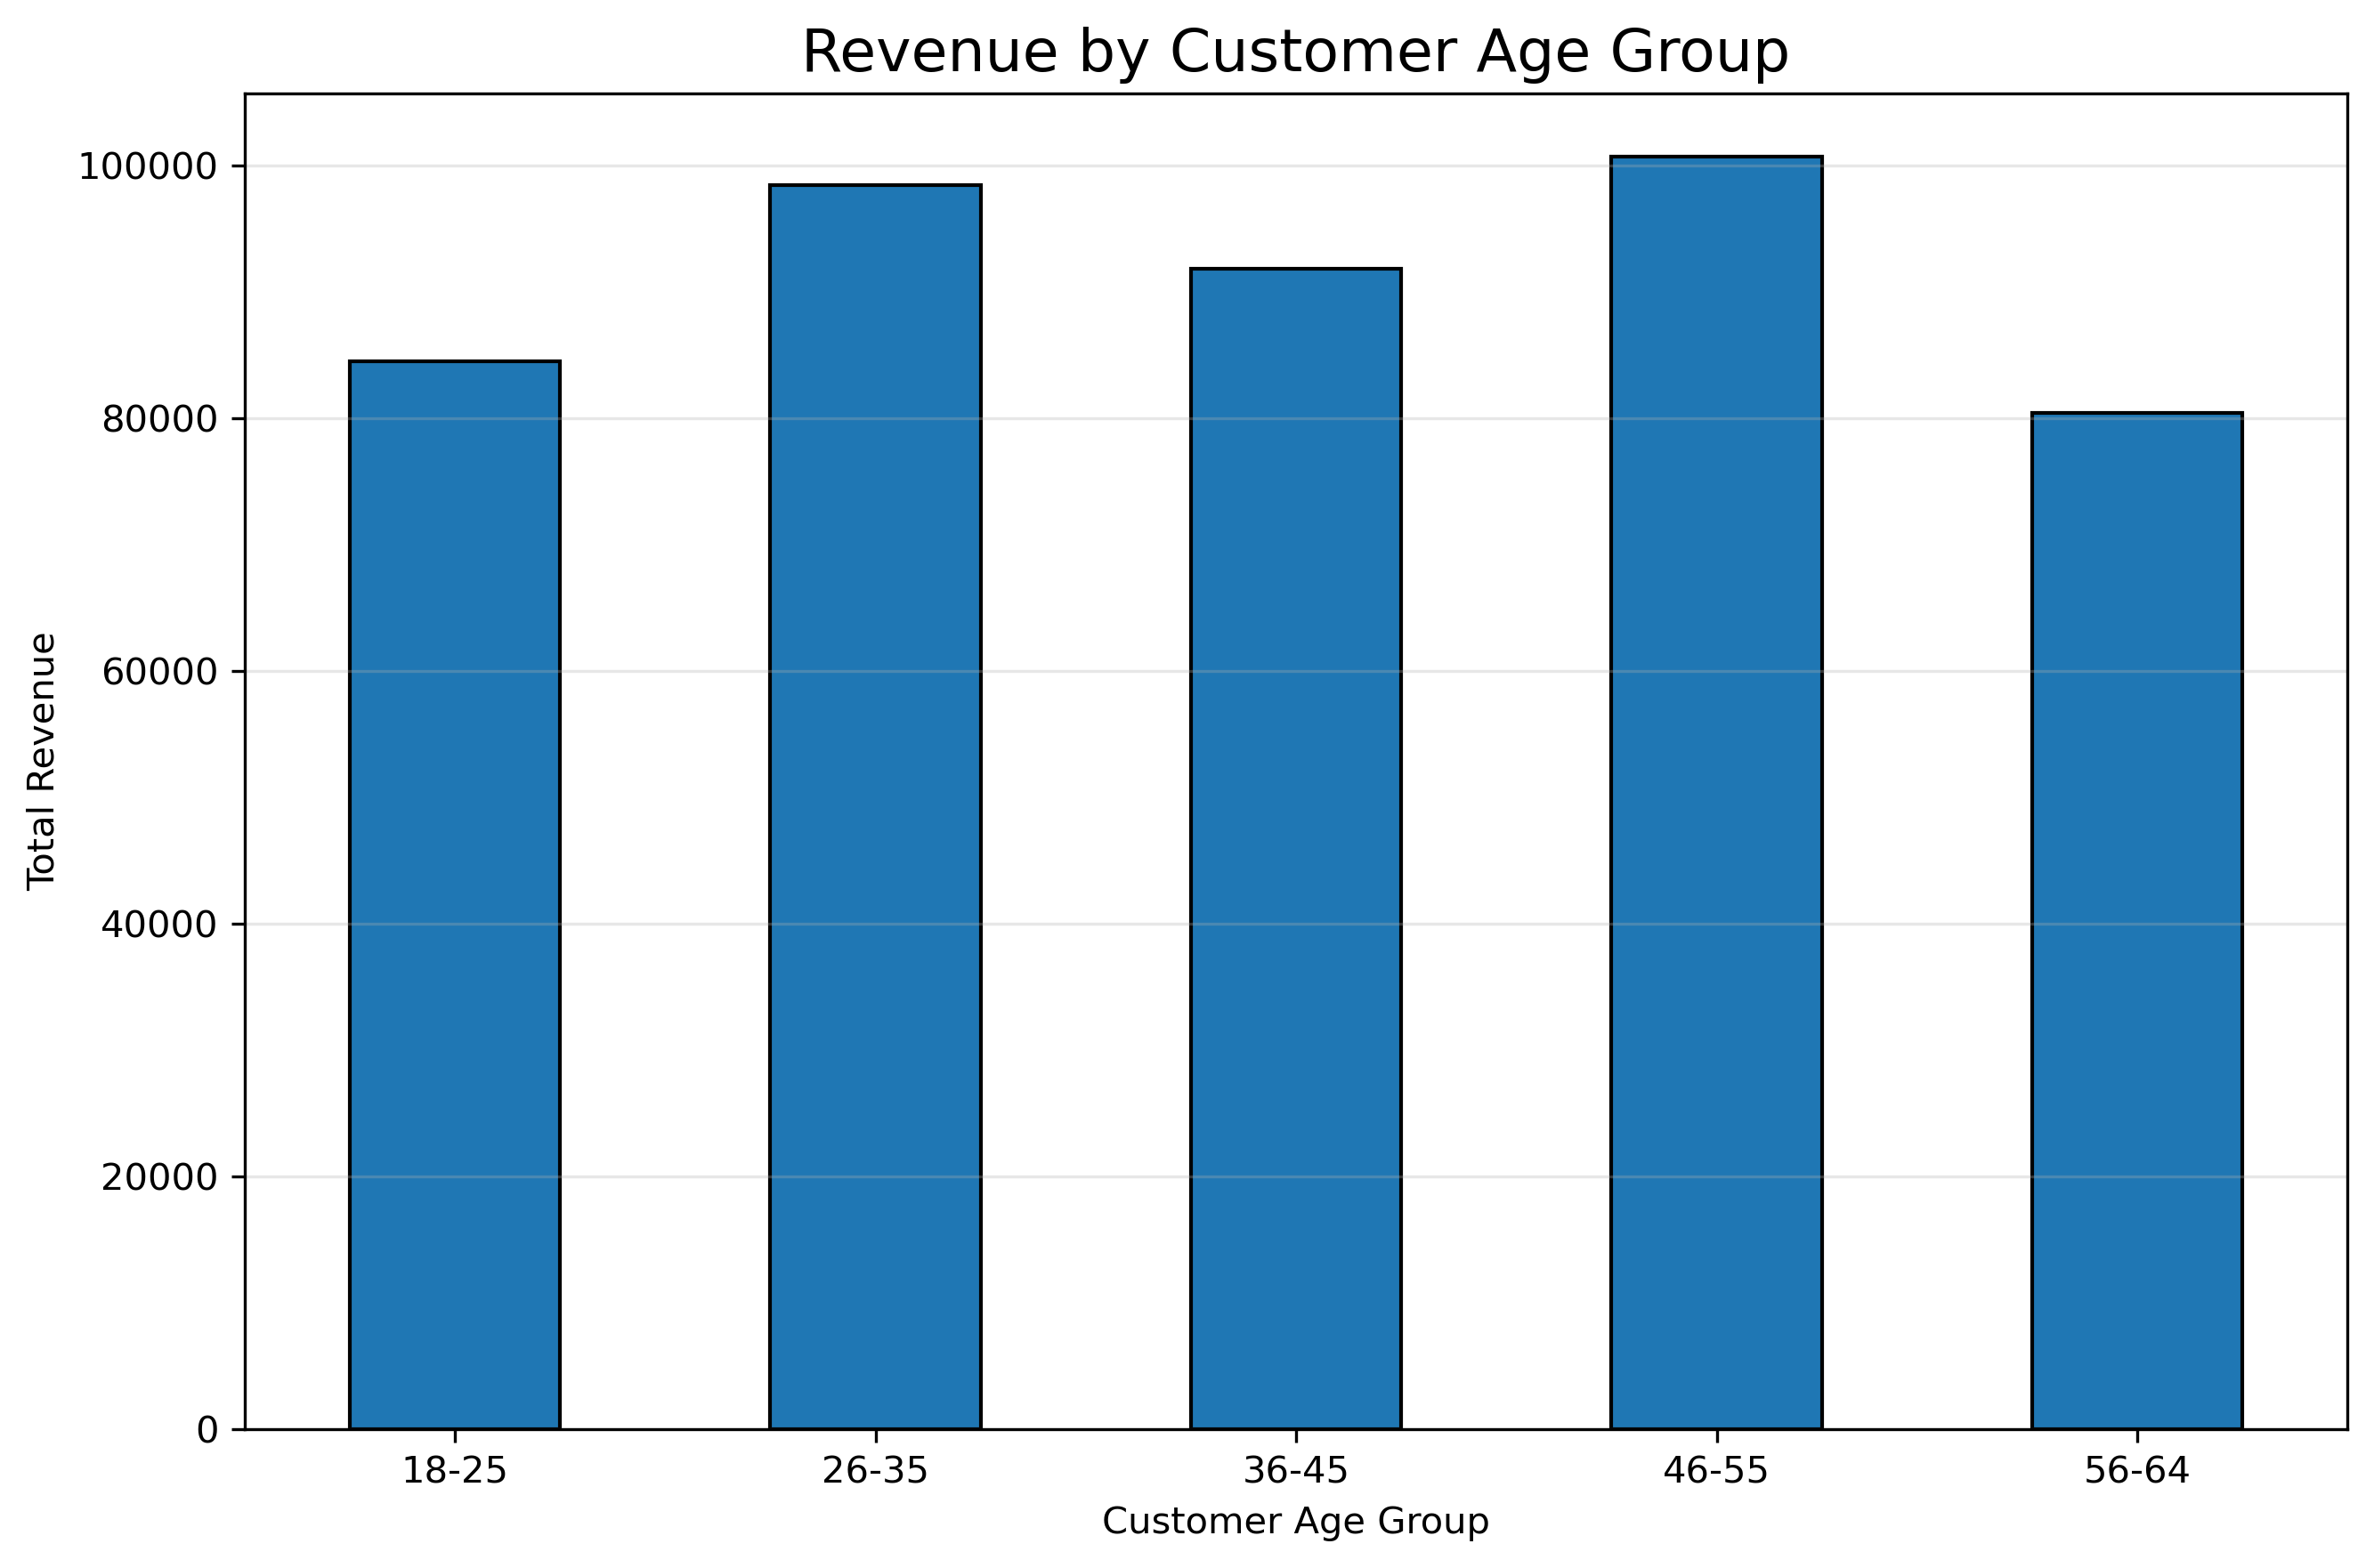 Revenue by Customer Age Group
100000
80000
60000
40000
20000
0
Total Revenue
18-25 26-35 36-45 46-55 56-64
Customer Age Group